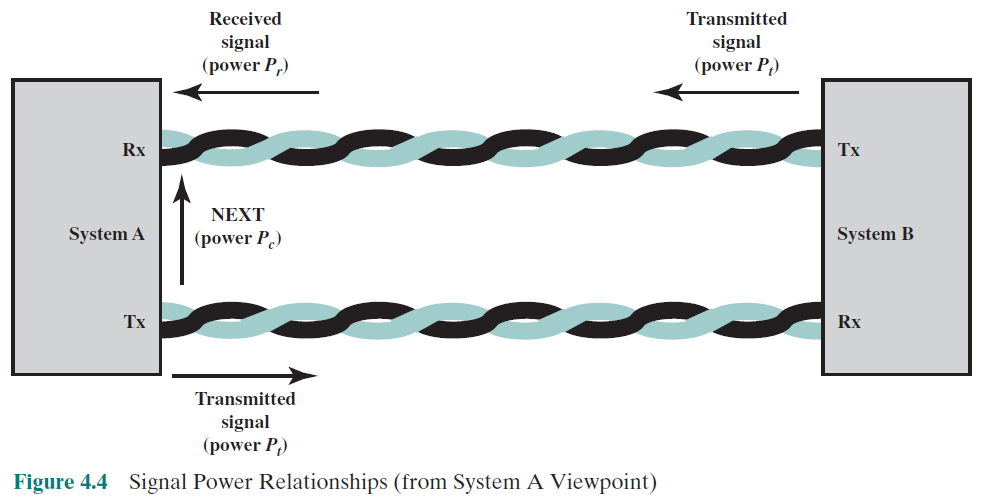 Received
signal
(power Pr)
Transmitted
signal
(power Pt)
Rx
Tx
NEXT
(power Pc)
System A
System B
Tx
Rx
Transmitted
signal
(power Pt)
Figure 4.4 Signal Power Relationships (from System A Viewpoint)